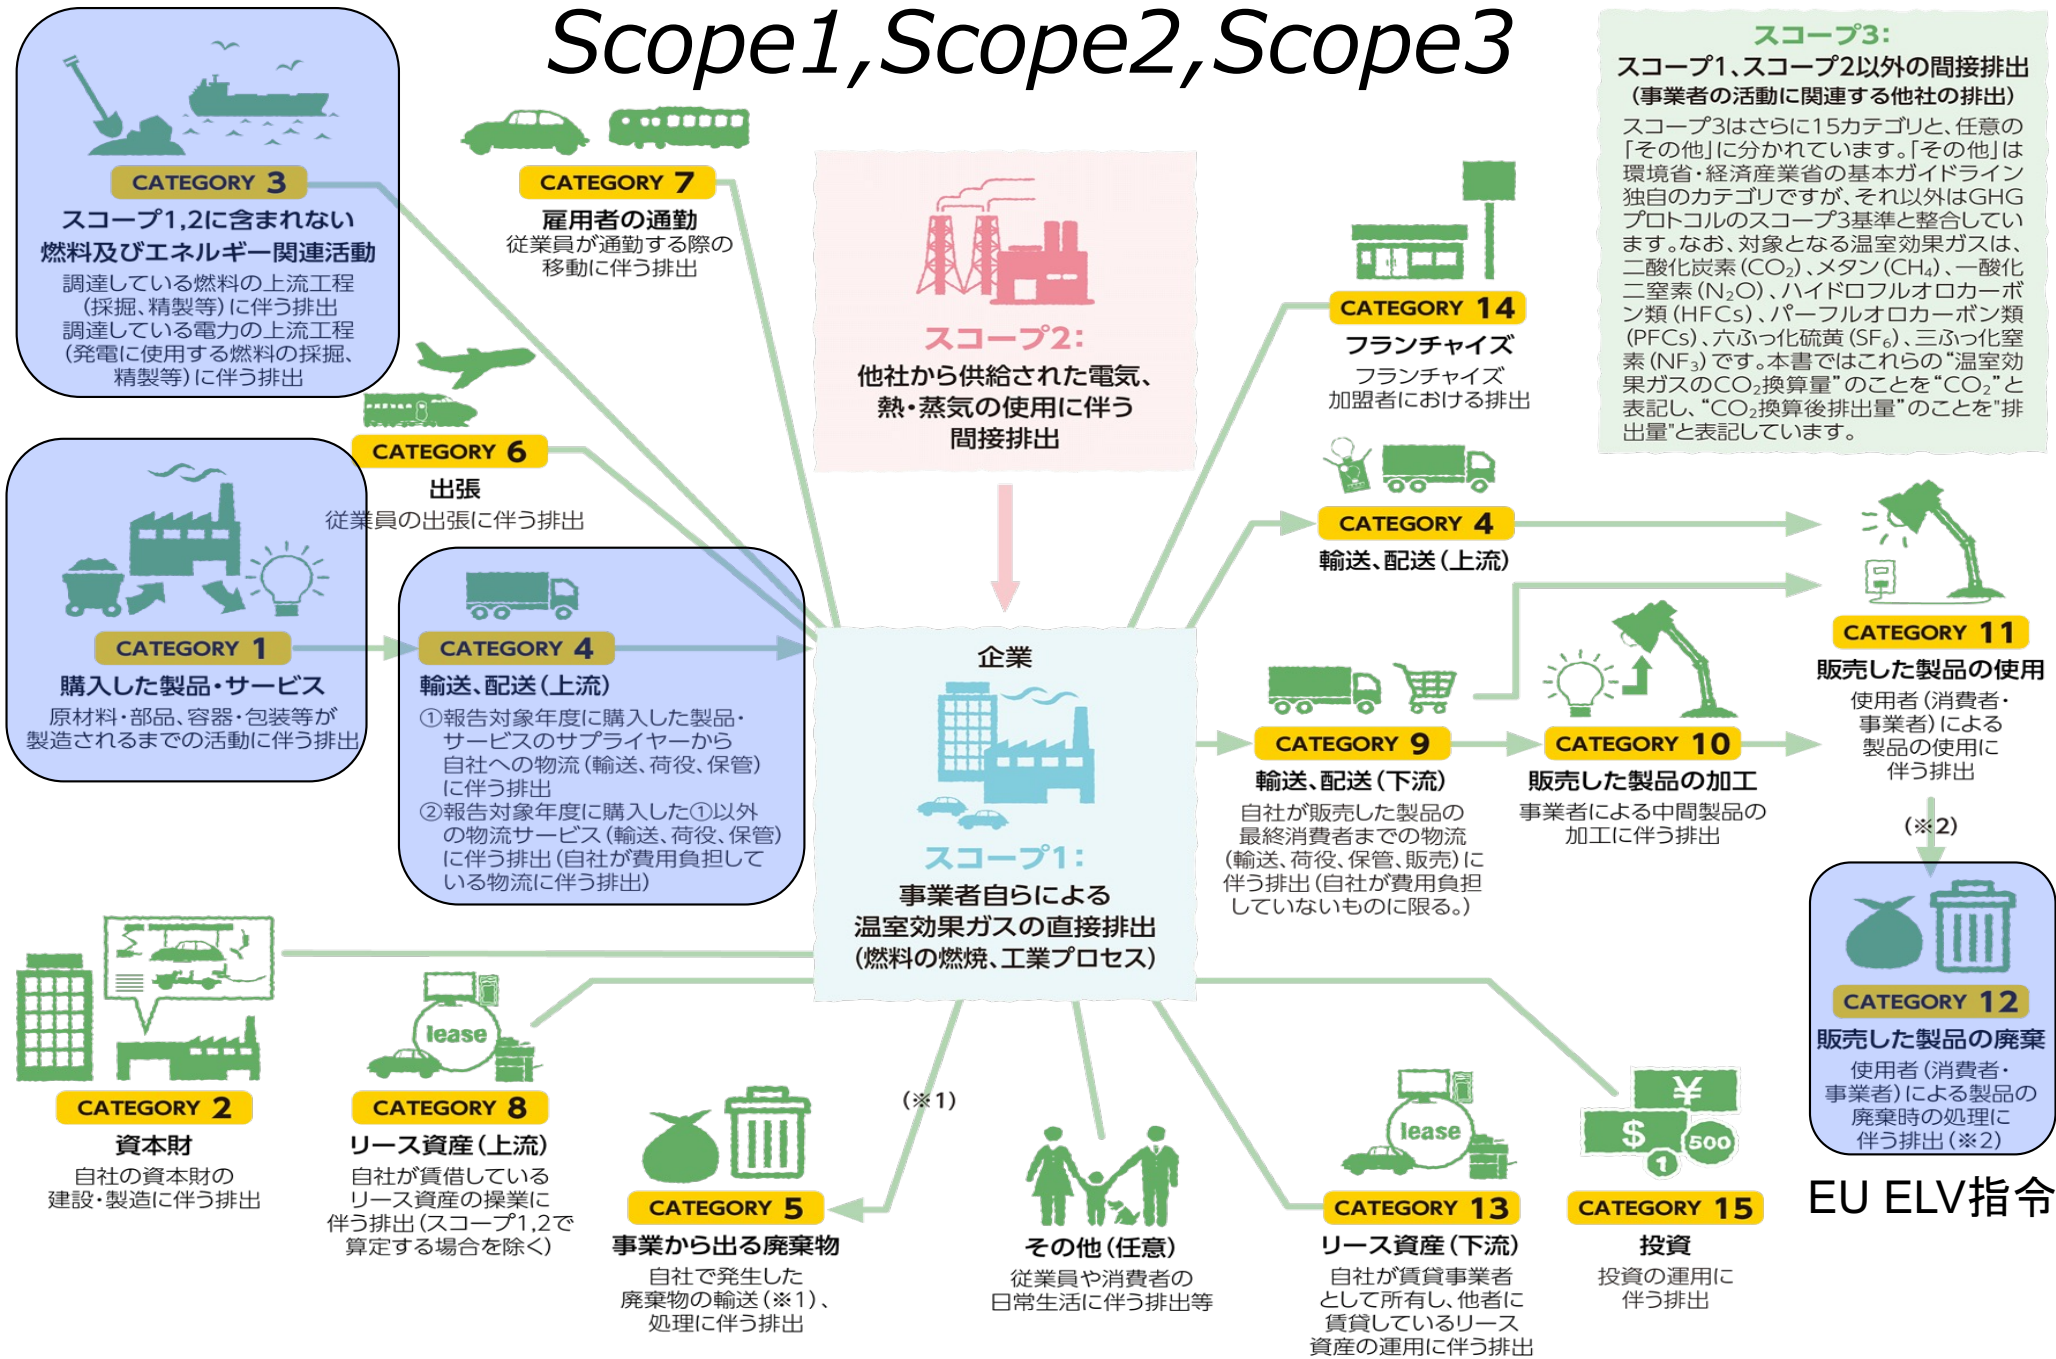 Scope1,Scope2,Scope3
スコープ3:
スコープ1、スコープ2以外の間接排出
(事業者の活動に関連する他社の排出)
スコープ3はさらに15カテゴリと、任意の
「その他」に分かれています。「その他」は
環境省・経済産業省の基本ガイドライン
独自のカテゴリですが、それ以外はGHG
プロトコルのスコープ3基準と整合してい
ます。なお、対象となる温室効果ガスは、
二酸化炭素(CO₂)、メタン(CH₄)、一酸化
二窒素(N₂O)、ハイドロフルオロカーボ
ン類(HFCs)、パーフルオロカーボン類
(PFCs)、六ふっ化硫黄(SF₆)、三ふっ化窒
素(NF₃)です。本書ではこれらの“温室効
果ガスのCO₂換算量”のことを“CO₂”と
表記し、“CO₂換算後排出量”のことを"排
出量"と表記しています。
CATEGORY 3
スコープ1,2に含まれない
燃料及びエネルギー関連活動
調達している燃料の上流工程
(採掘、精製等)に伴う排出
調達している電力の上流工程
(発電に使用する燃料の採掘、
精製等)に伴う排出
CATEGORY 7
雇用者の通勤
従業員が通勤する際の
移動に伴う排出
スコープ2:
他社から供給された電気、
熱・蒸気の使用に伴う
間接排出
CATEGORY 14
フランチャイズ
フランチャイズ
加盟者における排出
CATEGORY 6
出張
従業員の出張に伴う排出
CATEGORY 4
輸送、配送(上流)
CATEGORY 1
購入した製品・サービス
原材料・部品、容器・包装等が
製造されるまでの活動に伴う排出
CATEGORY 4
輸送、配送(上流)
①報告対象年度に購入した製品・
サービスのサプライヤーから
自社への物流(輸送、荷役、保管)
に伴う排出
②報告対象年度に購入した①以外
の物流サービス(輸送、荷役、保管)
に伴う排出(自社が費用負担して
いる物流に伴う排出)
企業
スコープ1:
事業者自らによる
温室効果ガスの直接排出
(燃料の燃焼、工業プロセス)
CATEGORY 9
輸送、配送(下流)
自社が販売した製品の
最終消費者までの物流
(輸送、荷役、保管、販売)に
伴う排出(自社が費用負担
していないものに限る。)
CATEGORY 10
販売した製品の加工
事業者による中間製品の
加工に伴う排出
CATEGORY 11
販売した製品の使用
使用者(消費者・
事業者)による
製品の使用に
伴う排出
(※2)
CATEGORY 12
販売した製品の廃棄
使用者(消費者・
事業者)による製品の
廃棄時の処理に
伴う排出(※2)
EU ELV指令
CATEGORY 2
資本財
自社の資本財の
建設・製造に伴う排出
lease
CATEGORY 8
リース資産(上流)
自社が賃借している
リース資産の操業に
伴う排出(スコープ1,2で
算定する場合を除く)
(※1)
CATEGORY 5
事業から出る廃棄物
自社で発生した
廃棄物の輸送(※1)、
処理に伴う排出
その他(任意)
従業員や消費者の
日常生活に伴う排出等
lease
CATEGORY 13
リース資産(下流)
自社が賃貸事業者
として所有し、他者に
賃貸しているリース
資産の運用に伴う排出
¥
$
1
500
CATEGORY 15
投資
投資の運用に
伴う排出